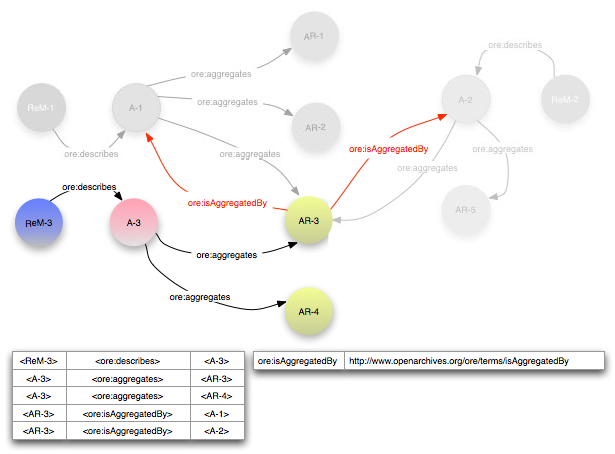 AR-1
ore:describes
ore:aggregates
ReM-1
A-1
ore:aggregates
A-2
ReM-2
AR-2
ore:describes
ore:aggregates
ore:isAggregatedBy
ore:aggregates
ore:aggregates
ore:describes
ore:isAggregatedBy
AR-5
ReM-3
A-3
AR-3
ore:aggregates
ore:aggregates
AR-4
<ReM-3> <ore:describes> <A-3>
<A-3> <ore:aggregates> <AR-3>
<A-3> <ore:aggregates> <AR-4>
<AR-3> <ore:isAggregatedBy> <A-1>
<AR-3> <ore:isAggregatedBy> <A-2>
ore:isAggregatedBy http://www.openarchives.org/ore/terms/isAggregatedBy